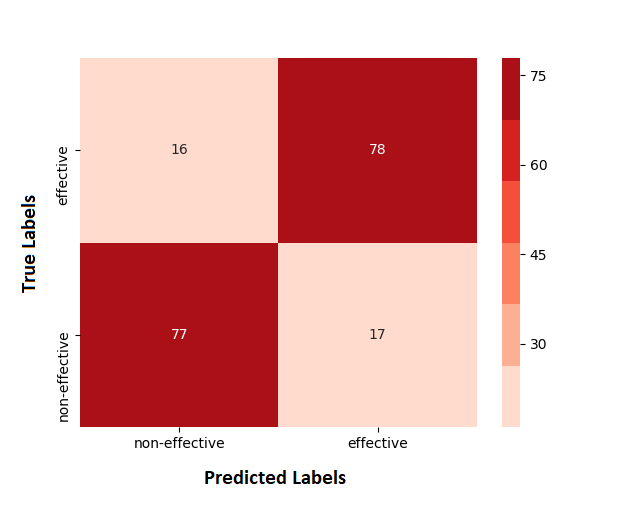 75
60
45
30
16
78
77
17
effective
non-effective
True Labels
non-effective
effective
Predicted Labels